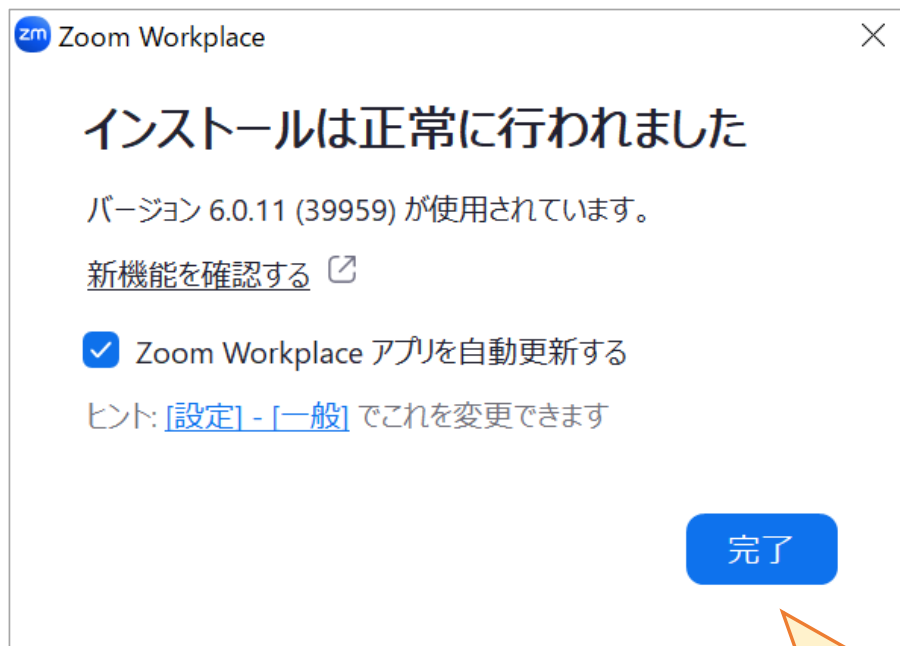 zm Zoom Workplace
インストールは正常に行われました
バージョン 6.0.11 (39959) が使用されています。
新機能を確認する
Zoom Workplace アプリを自動更新する
ヒント: [設定] - [一般] でこれを変更できます
完了